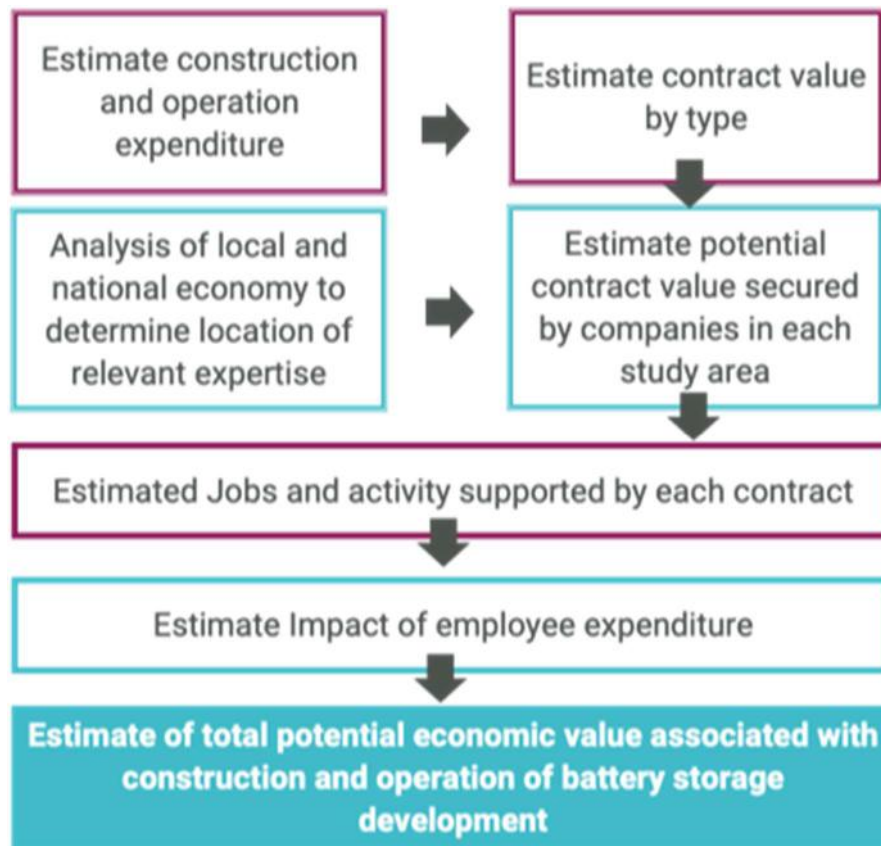 Estimate construction
and operation
expenditure
Estimate contract value
by type
Analysis of local and
national economy to
determine location of
relevant expertise
Estimate potential
contract value secured
by companies in each
study area
Estimated Jobs and activity supported by each contract
Estimate Impact of employee expenditure
Estimate of total potential economic value associated with
construction and operation of battery storage
development